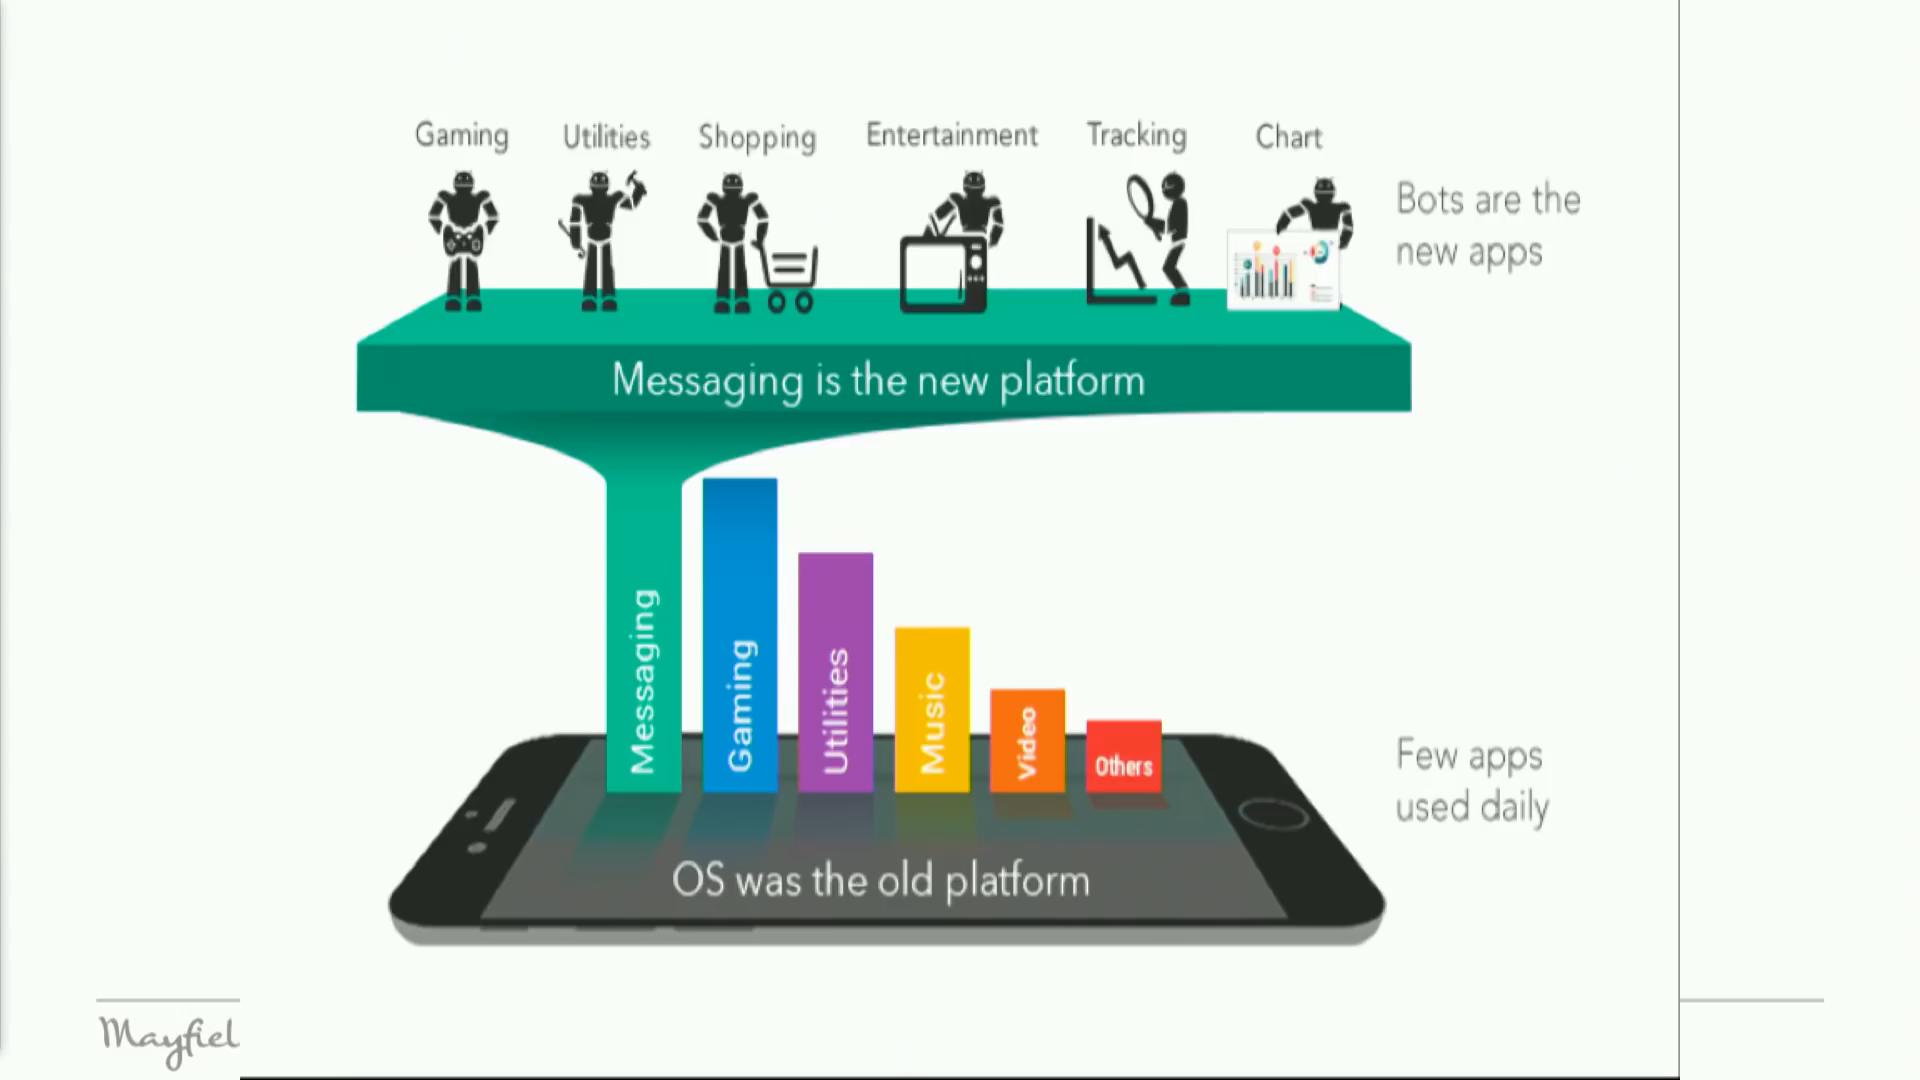 Gaming Utilities Shopping Entertainment Tracking Chart
Bots are the
new apps
Messaging is the new platform
Messaging
Gaming
Utilities
Music
Video
Others
Few apps
used daily
OS was the old platform
Mayfiel